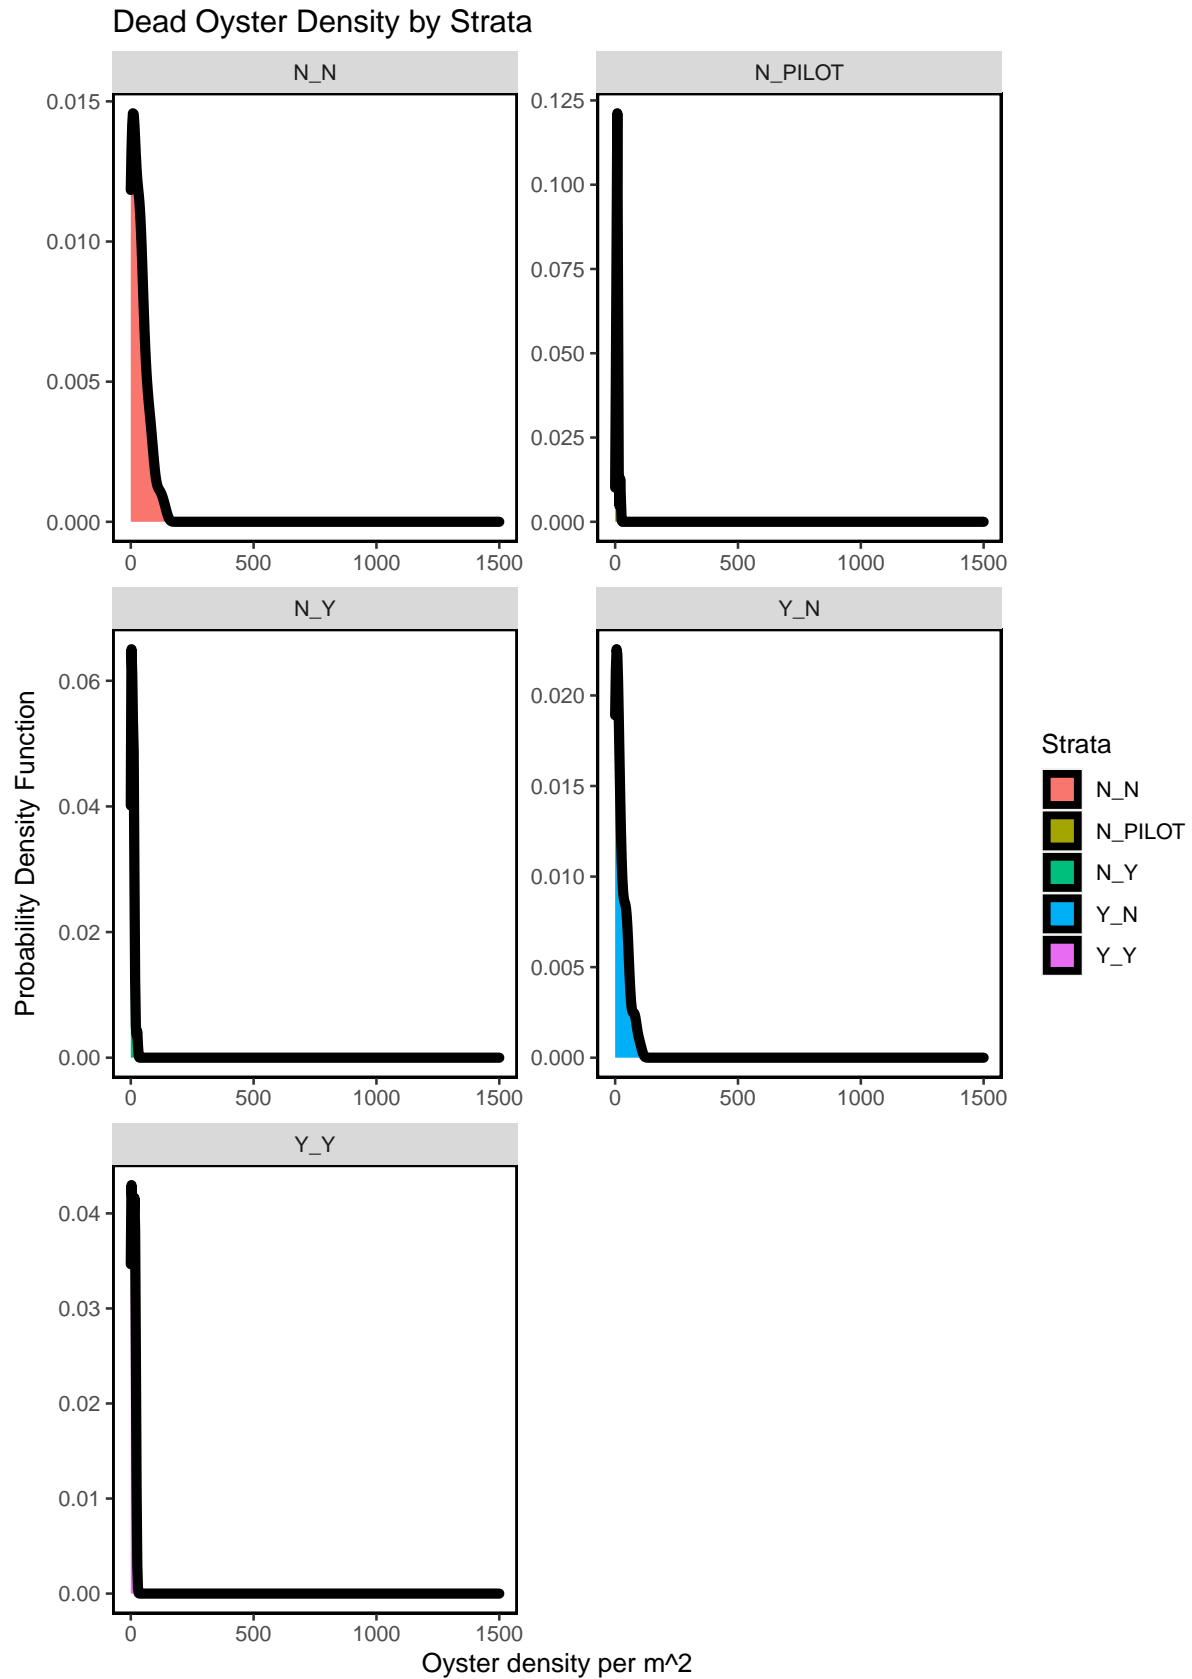 Dead Oyster Density by Strata
N_N
N_PILOT
0.015
0.010
0.005
0.000
0 500 1000 1500
0.125
0.100
0.075
0.050
0.025
0.000
0 500 1000 1500
N_Y
Y_N
0.06
0.04
0.02
0.00
0 500 1000 1500
0.020
0.015
0.010
0.005
0.000
0 500 1000 1500
Y_Y
0.04
0.03
0.02
0.01
0.00
0 500 1000 1500
Probability Density Function
Oyster density per m^2
Strata
N_N
N_PILOT
N_Y
Y_N
Y_Y